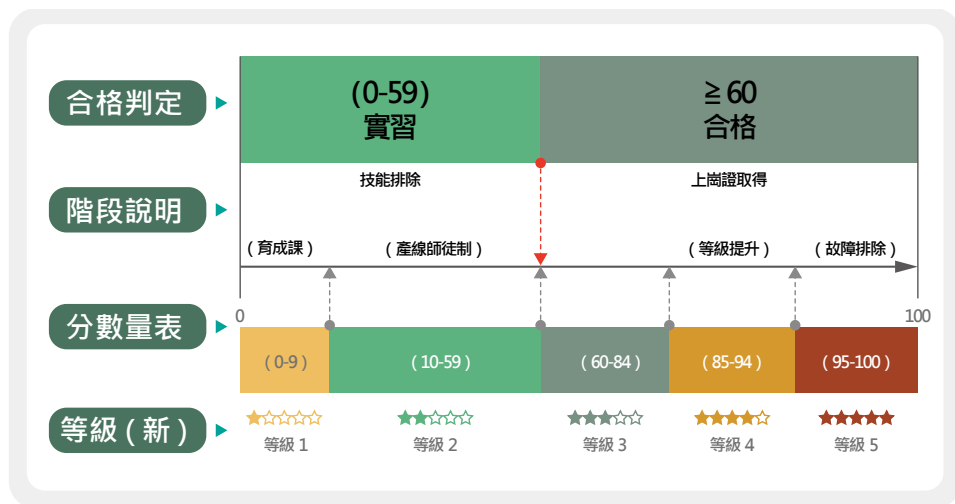 合格判定
(0-59)
實習
≧60
合格
階段說明
技能排除
上崗證取得
(育成課)
(產線師徒制)
(等級提升)
(故障排除)
分數量表
0
100
(0-9)
(10-59)
(60-84)
(85-94)
(95-100)
等級(新)
★☆☆☆☆
★★☆☆☆
★★★☆☆
★★★★☆
★★★★★
等級 1
等級 2
等級 3
等級 4
等級 5